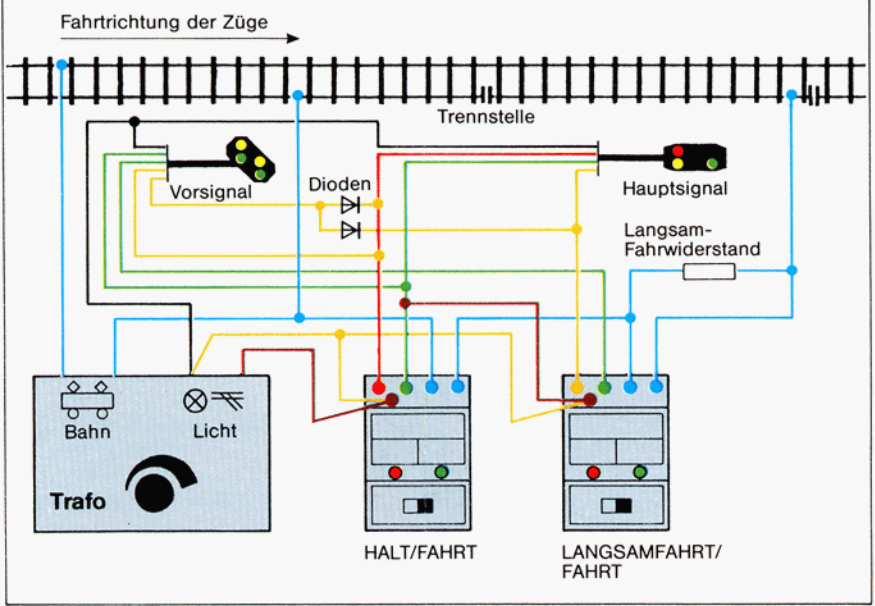 Fahrtrichtung der Züge
Trennstelle
Vorsignal
Dioden
Hauptsignal
Langsam-
Fahrwiderstand
Bahn
Licht
Trafo
HALT/FAHRT
LANGSAMFAHRT/
FAHRT